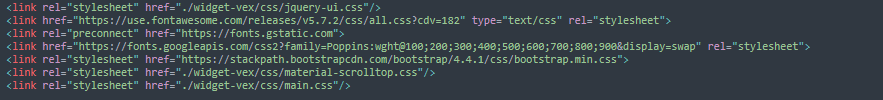 <link rel="stylesheet" href="./widget-vex/css/jquery-ui.css"/>
<link href="https://use.fontawesome.com/releases/v5.7.2/css/all.css?cdv=182" type="text/css" rel="stylesheet">
<link rel="preconnect" href="https://fonts.gstatic.com">
<link href="https://fonts.googleapis.com/css2?family=Poppins:wght@100;200;300;400;500;600;700;800;900&display=swap" rel="stylesheet">
<link rel="stylesheet" href="https://stackpath.bootstrapcdn.com/bootstrap/4.4.1/css/bootstrap.min.css">
<link rel="stylesheet" href="./widget-vex/css/material-scrolltop.css"/>
<link rel="stylesheet" href="./widget-vex/css/main.css"/>